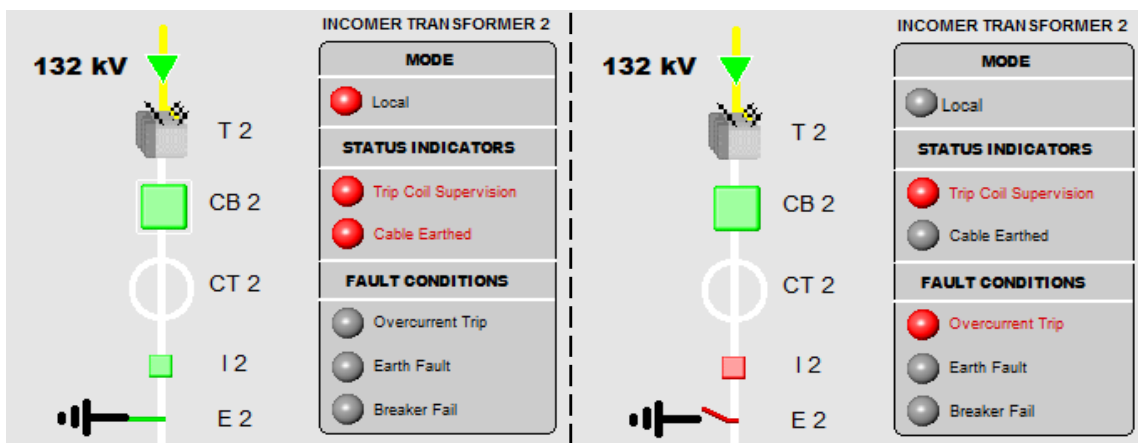 INCOMER TRANSFORMER 2
132 kV
MODE
Local
T 2
STATUS INDICATORS
Trip Coil Supervision
CB 2
Cable Earthed
CT 2
FAULT CONDITIONS
Overcurrent Trip
I 2
Earth Fault
E 2
Breaker Fail
INCOMER TRANSFORMER 2
132 kV
MODE
Local
T 2
STATUS INDICATORS
Trip Coil Supervision
CB 2
Cable Earthed
CT 2
FAULT CONDITIONS
Overcurrent Trip
I 2
Earth Fault
E 2
Breaker Fail